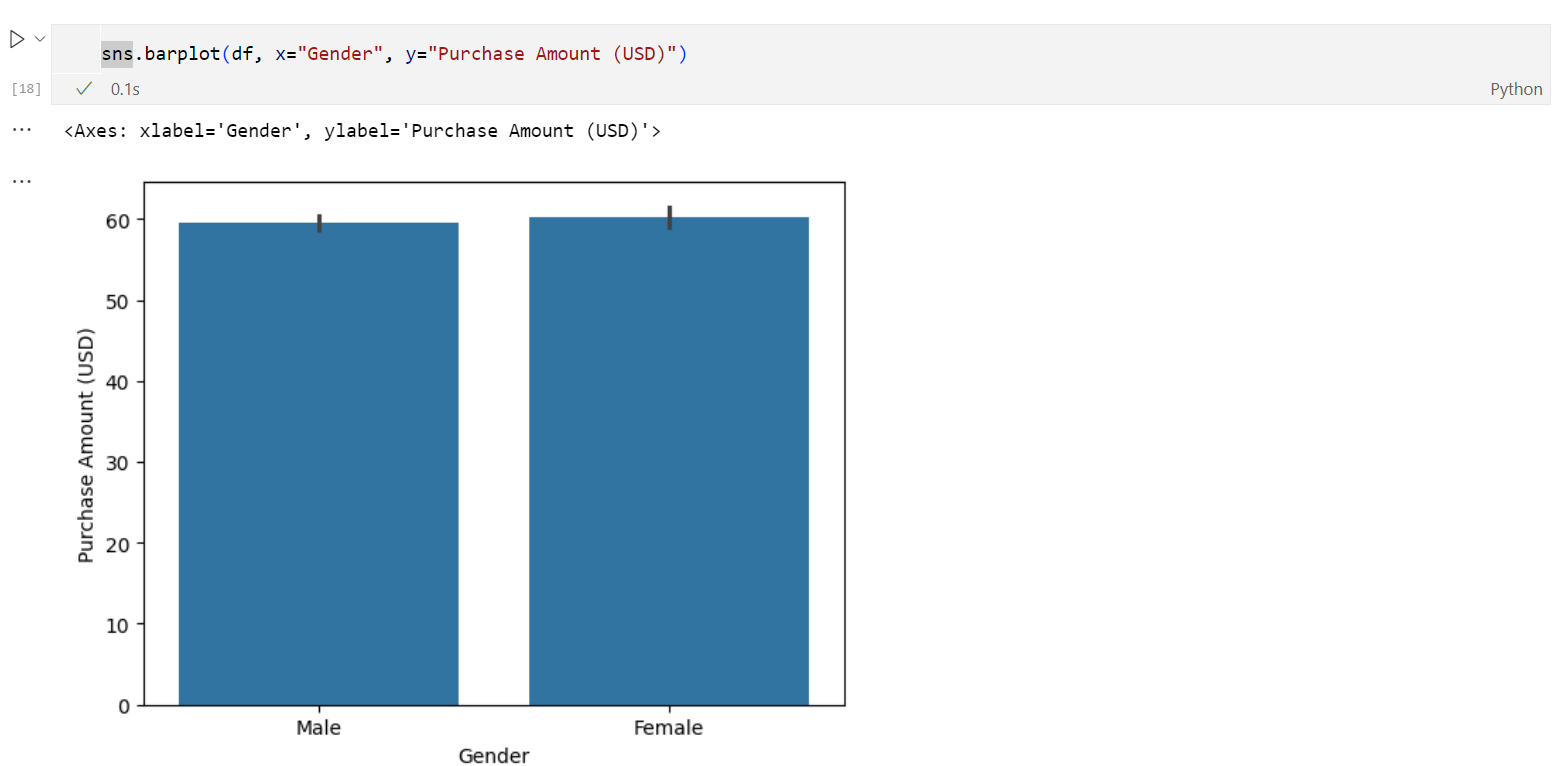 sns.barplot(df, x="Gender", y="Purchase Amount (USD)")
[18]
0.1s
Python
<Axes: xlabel='Gender', ylabel='Purchase Amount (USD)'>
Purchase Amount (USD)
60
50
40
30
20
10
0
Male
Female
Gender